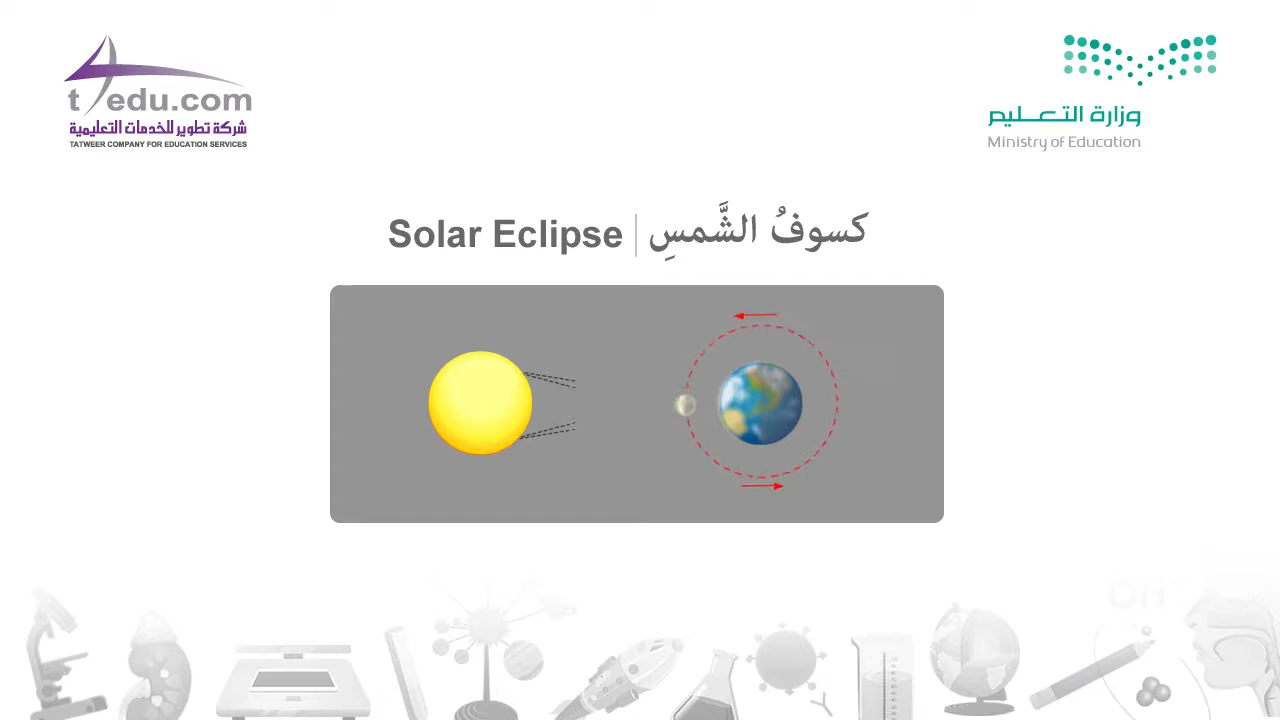 t4edu.com
شركة تطوير للخدمات التعليمية
TATWEER COMPANY FOR EDUCATION SERVICES
وزارة التعليم
Ministry of Education
Solar Eclipse | كسوفُ الشَّمسِ